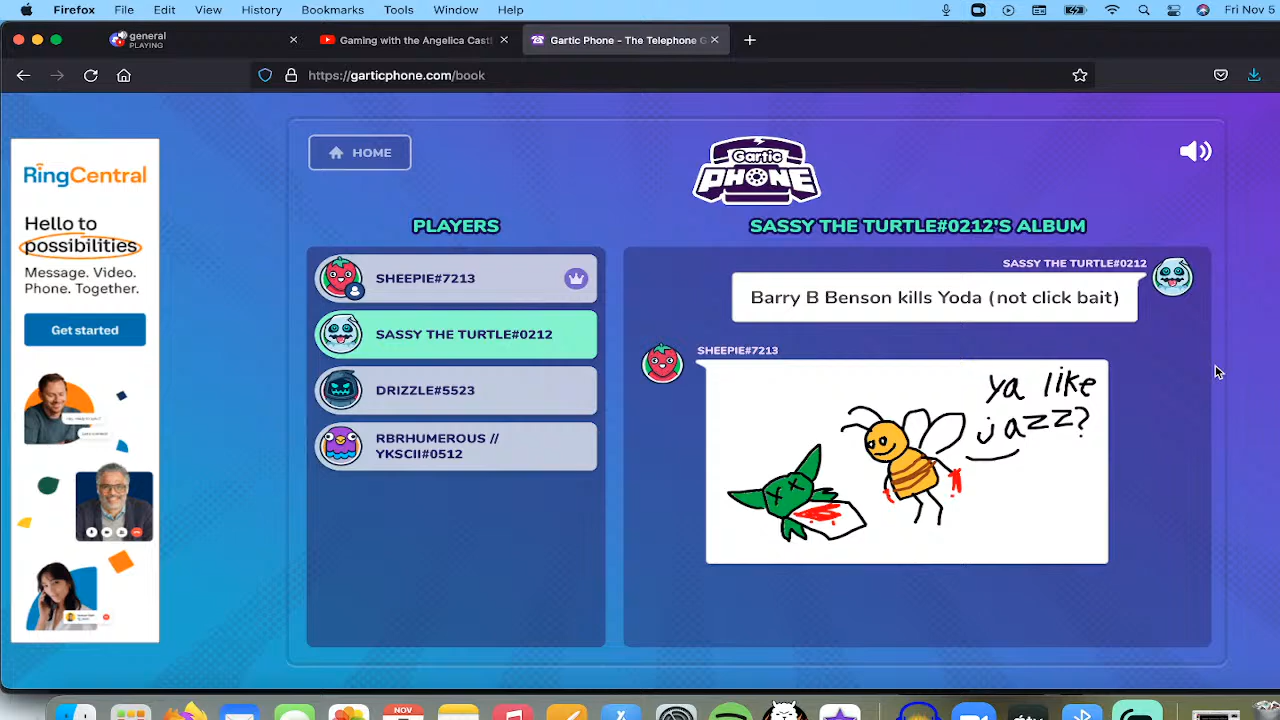 Firefox File Edit View History Bookmarks Tools Window Help Fri Nov 5
general
PLAYING
Gaming with the Angelica Castl
Gartic Phone - The Telephone G
https://garticphone.com/book
RingCentral
Hello to
possibilities
Message. Video.
Phone. Together.
Get started
HOME
Gartic
PHONE
PLAYERS
SHEEPIE#7213
SASSY THE TURTLE#0212
DRIZZLE#5523
RBRHUMEROUS //
YKSCII#0512
SASSY THE TURTLE#0212'S ALBUM
SASSY THE TURTLE#0212
Barry B Benson kills Yoda (not click bait)
SHEEPIE#7213
ya like
jazz?
NOV